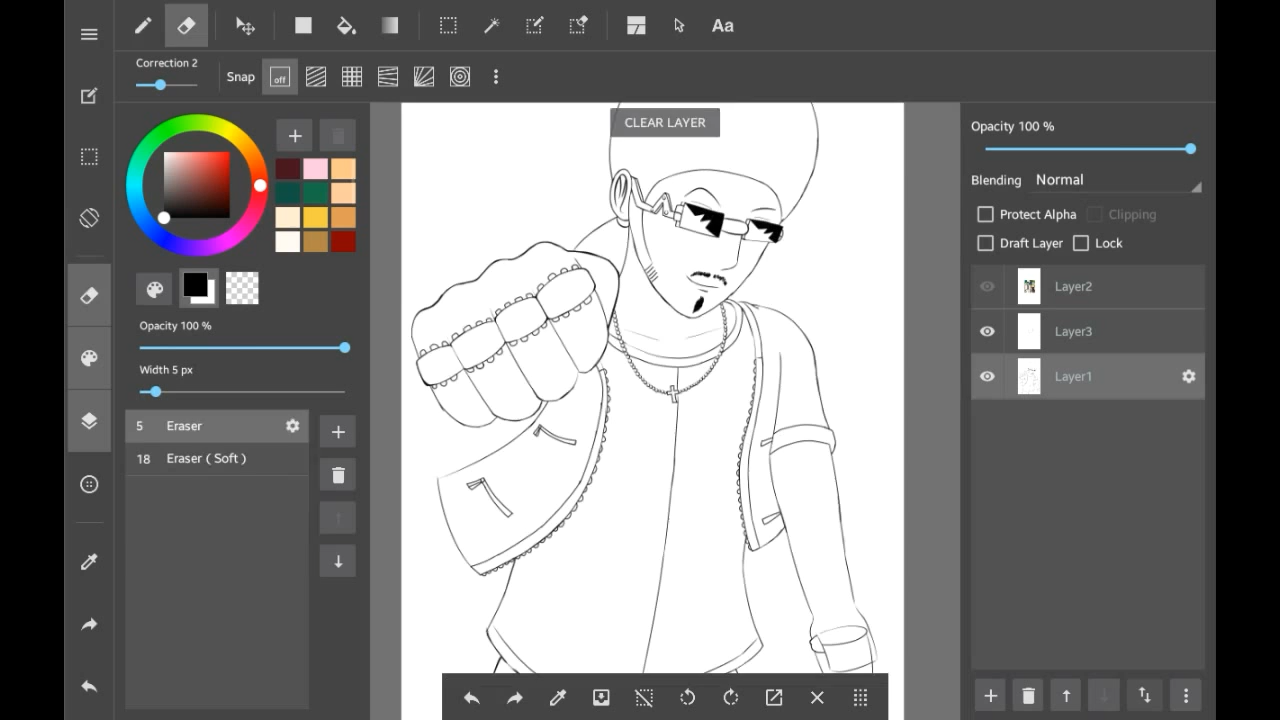 Aa
Correction 2
Snap
off
CLEAR LAYER
Opacity 100 %
Blending Normal
Protect Alpha
Clipping
Draft Layer
Lock
Layer2
Layer3
Layer1
Opacity 100 %
Width 5 px
5 Eraser
18 Eraser ( Soft )